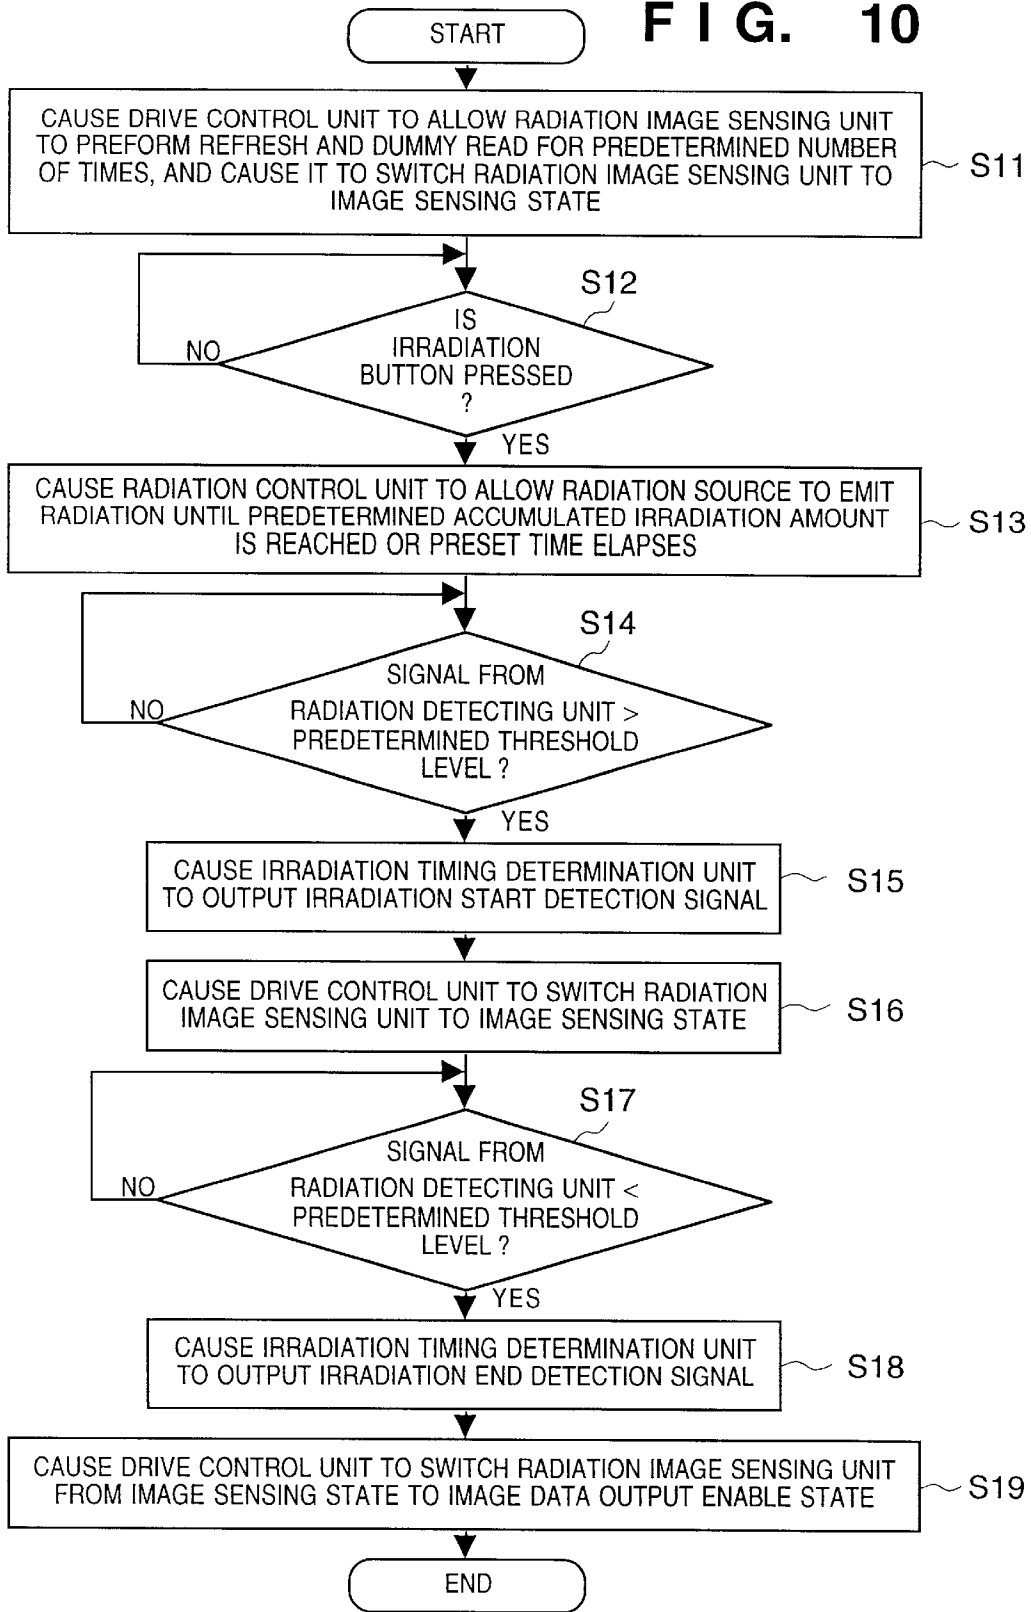 START
F I G. 10
CAUSE DRIVE CONTROL UNIT TO ALLOW RADIATION IMAGE SENSING UNIT
TO PREFORM REFRESH AND DUMMY READ FOR PREDETERMINED NUMBER
OF TIMES, AND CAUSE IT TO SWITCH RADIATION IMAGE SENSING UNIT TO
IMAGE SENSING STATE
S11
S12
IS
IRRADIATION
BUTTON PRESSED
?
NO
YES
CAUSE RADIATION CONTROL UNIT TO ALLOW RADIATION SOURCE TO EMIT
RADIATION UNTIL PREDETERMINED ACCUMULATED IRRADIATION AMOUNT
IS REACHED OR PRESET TIME ELAPSES
S13
S14
SIGNAL FROM
RADIATION DETECTING UNIT >
PREDETERMINED THRESHOLD
LEVEL ?
NO
YES
CAUSE IRRADIATION TIMING DETERMINATION UNIT
TO OUTPUT IRRADIATION START DETECTION SIGNAL
S15
CAUSE DRIVE CONTROL UNIT TO SWITCH RADIATION
IMAGE SENSING UNIT TO IMAGE SENSING STATE
S16
S17
SIGNAL FROM
RADIATION DETECTING UNIT <
PREDETERMINED THRESHOLD
LEVEL ?
NO
YES
CAUSE IRRADIATION TIMING DETERMINATION UNIT
TO OUTPUT IRRADIATION END DETECTION SIGNAL
S18
CAUSE DRIVE CONTROL UNIT TO SWITCH RADIATION IMAGE SENSING UNIT
FROM IMAGE SENSING STATE TO IMAGE DATA OUTPUT ENABLE STATE
S19
END